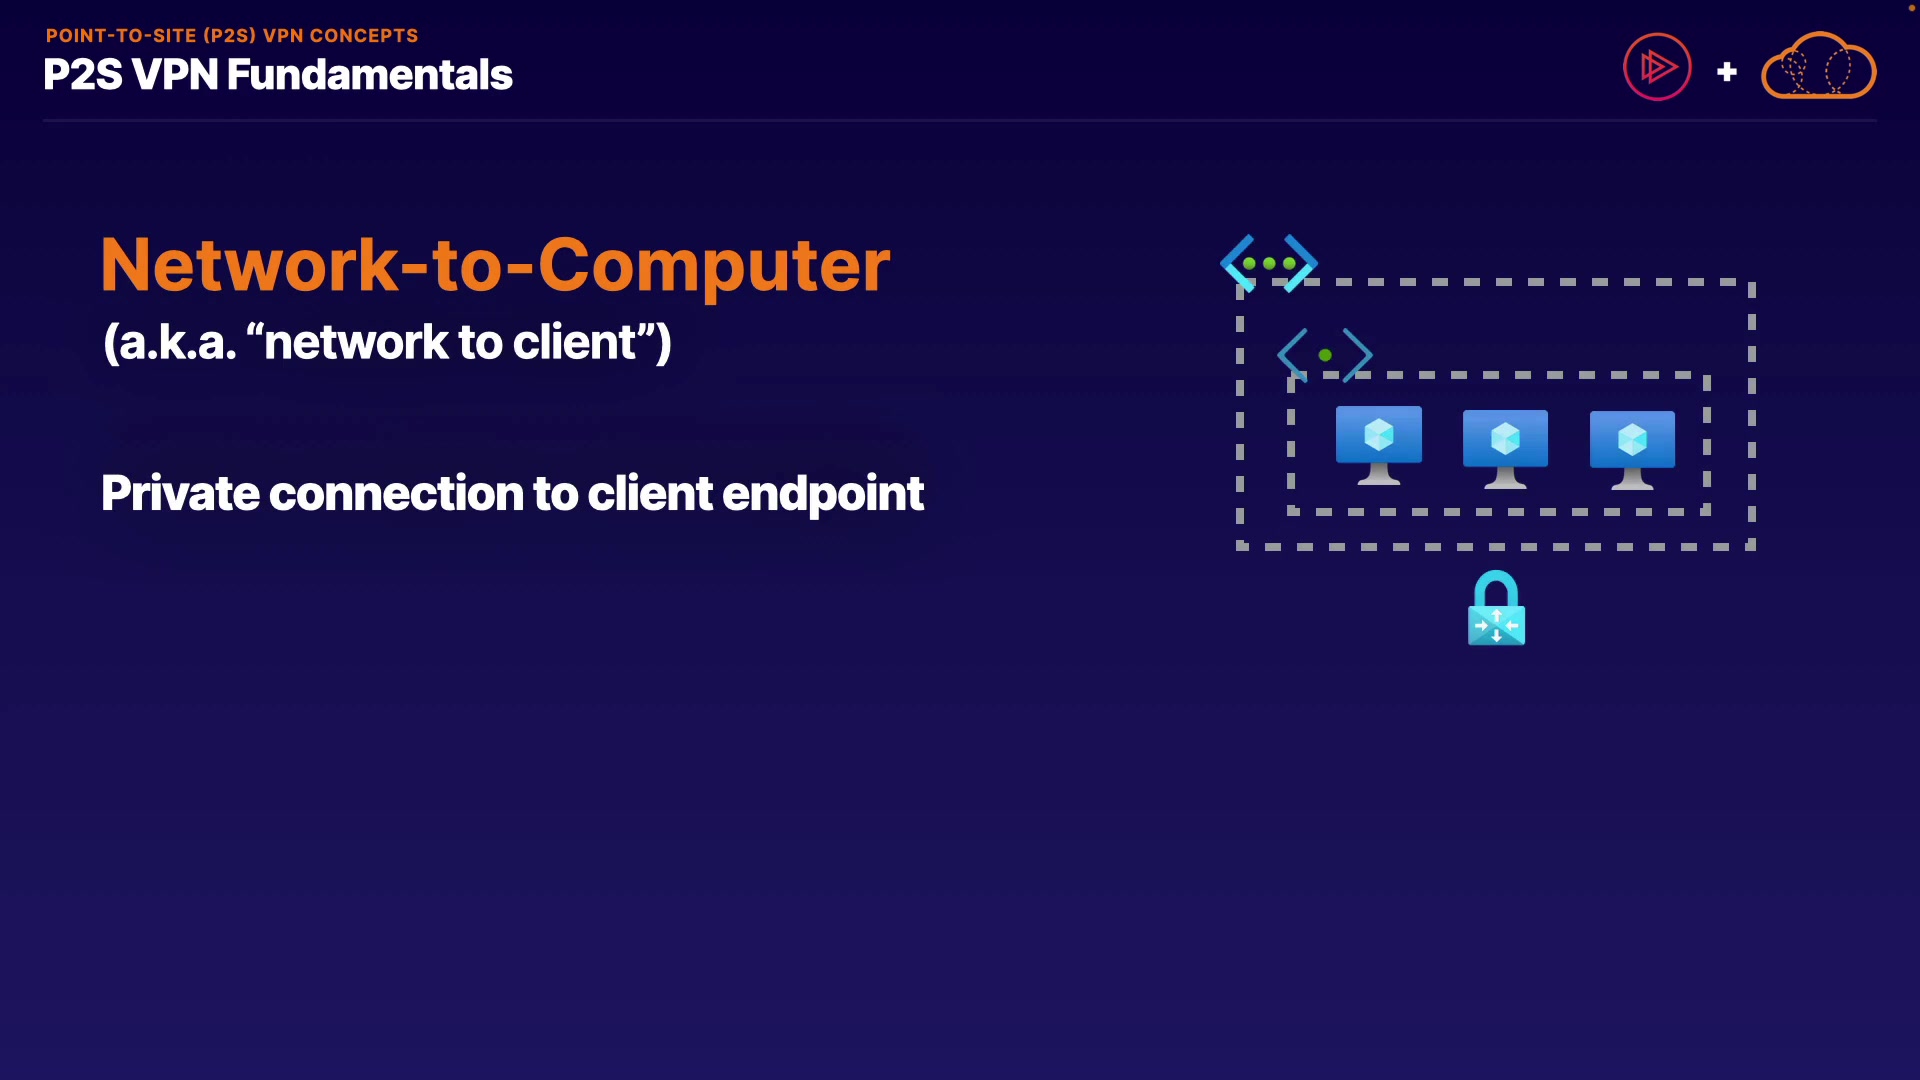 POINT-TO-SITE (P2S) VPN CONCEPTS
P2S VPN Fundamentals
Network-to-Computer
(a.k.a. “network to client”)
Private connection to client endpoint